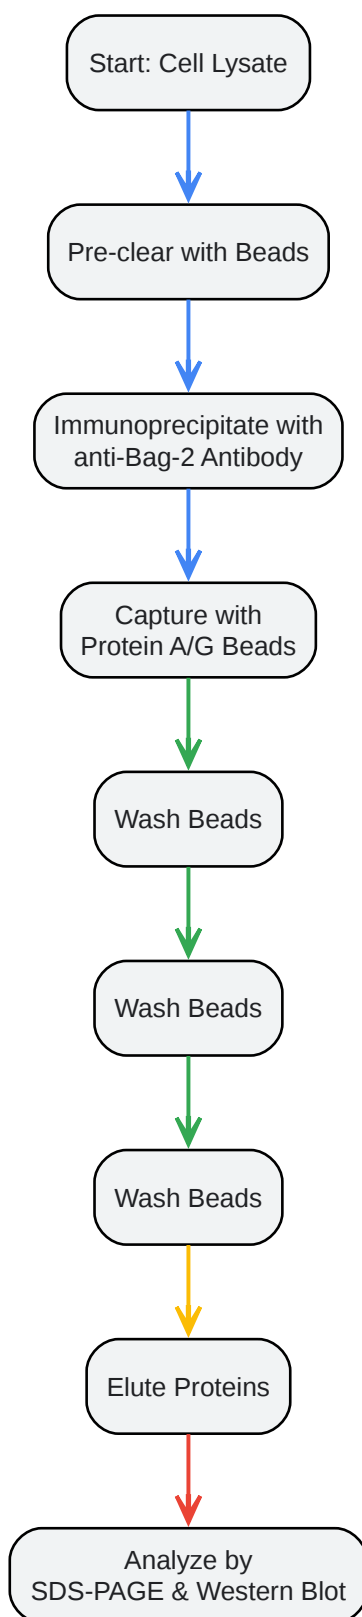 Start: Cell Lysate
Pre-clear with Beads
Immunoprecipitate with
anti-Bag-2 Antibody
Capture with
Protein A/G Beads
Wash Beads
Wash Beads
Wash Beads
Elute Proteins
Analyze by
SDS-PAGE & Western Blot